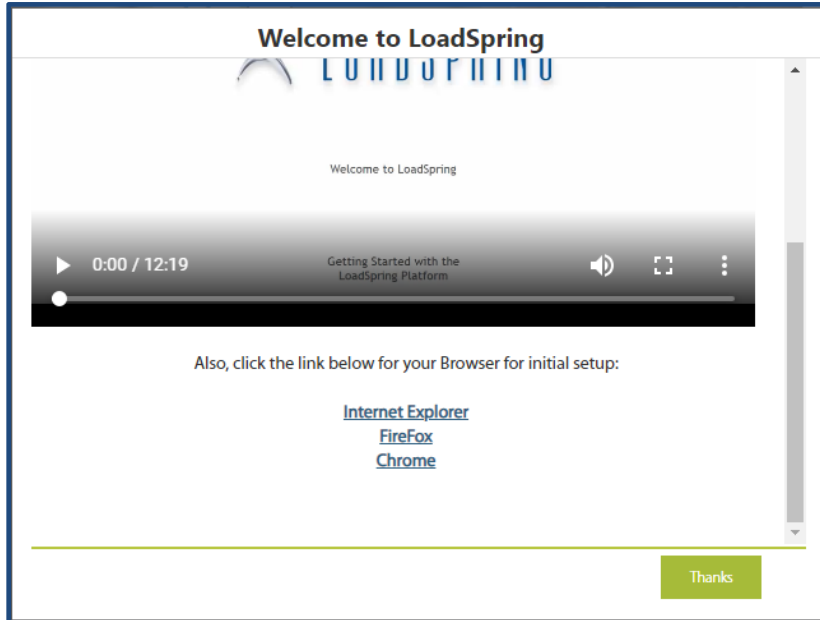 Welcome to LoadSpring
LOADSPRING
Welcome to LoadSpring
0:00 / 12:19
Getting Started with the
LoadSpring Platform
Also, click the link below for your Browser for initial setup:
Internet Explorer
FireFox
Chrome
Thanks